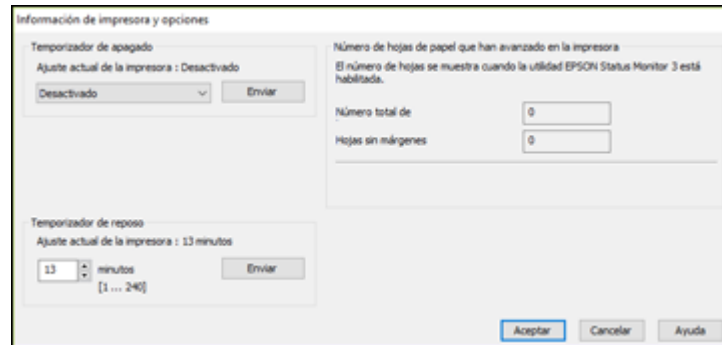 Información de impresora y opciones
Temporizador de apagado
Ajuste actual de la impresora : Desactivado
Desactivado
Enviar
Número de hojas de papel que han avanzado en la impresora
El número de hojas se muestra cuando la utilidad EPSON Status Monitor 3 está
habilitada.
Número total de
0
Hojas sin márgenes
0
Temporizador de reposo
Ajuste actual de la impresora : 13 minutos
13
minutos
Enviar
[1 ... 240]
Aceptar
Cancelar
Ayuda